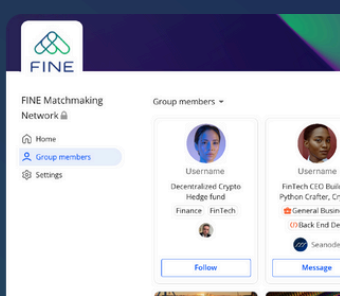 FINE
FINE Matchmaking
Network
Group members
Home
Group members
Settings
Username
Decentralized Crypto
Hedge fund
Finance FinTech
Follow
Username
FinTech CEO Buil
Python Crafter, Cr
General Busin
Back End De
Seanode
Message